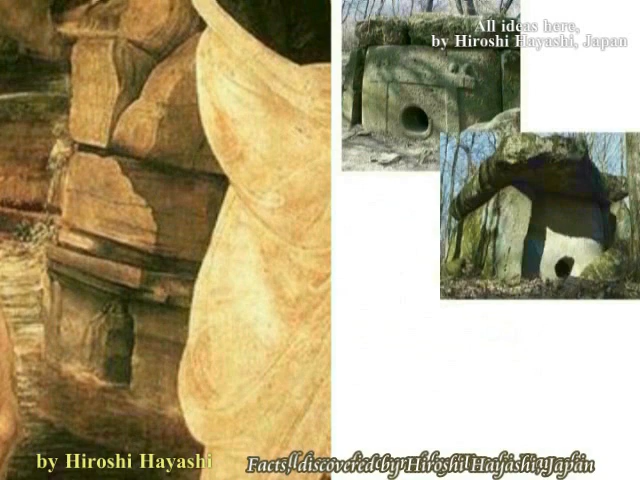 All ideas here,
by Hiroshi Hayashi, Japan
by Hiroshi Hayashi
Facts, discovered by Hiroshi Hayashi, Japan